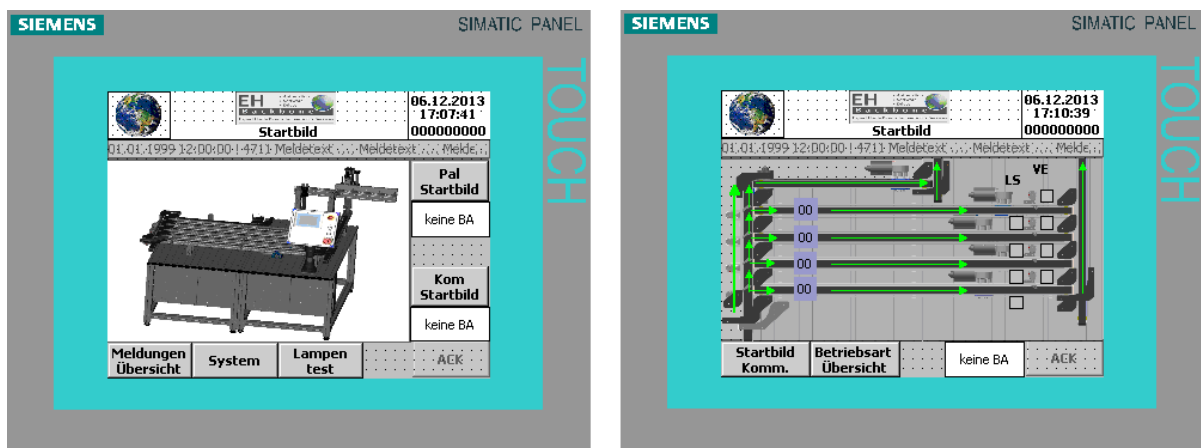 SIEMENS
SIMATIC PANEL
TOUCH
EH
Backbone
Startbild
06.12.2013
17:07:41
000000000
01.01.1999 12:00:00 ! 4711 Meldetext ... Meldetext ... Melde...
Pal
Startbild
keine BA
Kom
Startbild
keine BA
Meldungen
Übersicht
System
Lampen
test
ACK
SIEMENS
SIMATIC PANEL
TOUCH
EH
Backbone
Startbild
06.12.2013
17:10:39
000000000
01.01.1999 12:00:00 ! 4711 Meldetext ... Meldetext ... Melde...
VE
LS
00
00
00
00
Startbild
Komm.
Betriebsart
Übersicht
keine BA
ACK